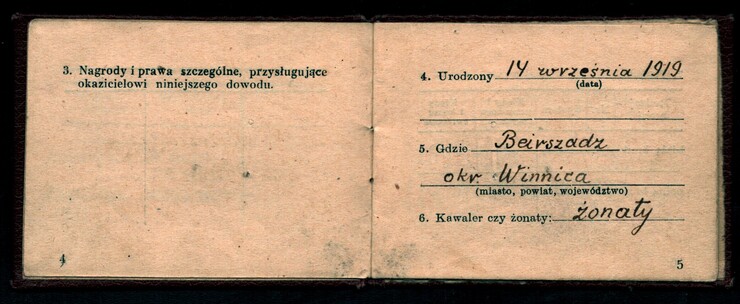 3. Nagrody i prawa szczególne, przysługujące
okazicielowi niniejszego dowodu.
4
4. Urodzony 14 września 1919
(data)
5. Gdzie Beirszadz
okr. Winnica
(miasto, powiat, województwo)
6. Kawaler czy żonaty: żonaty
5